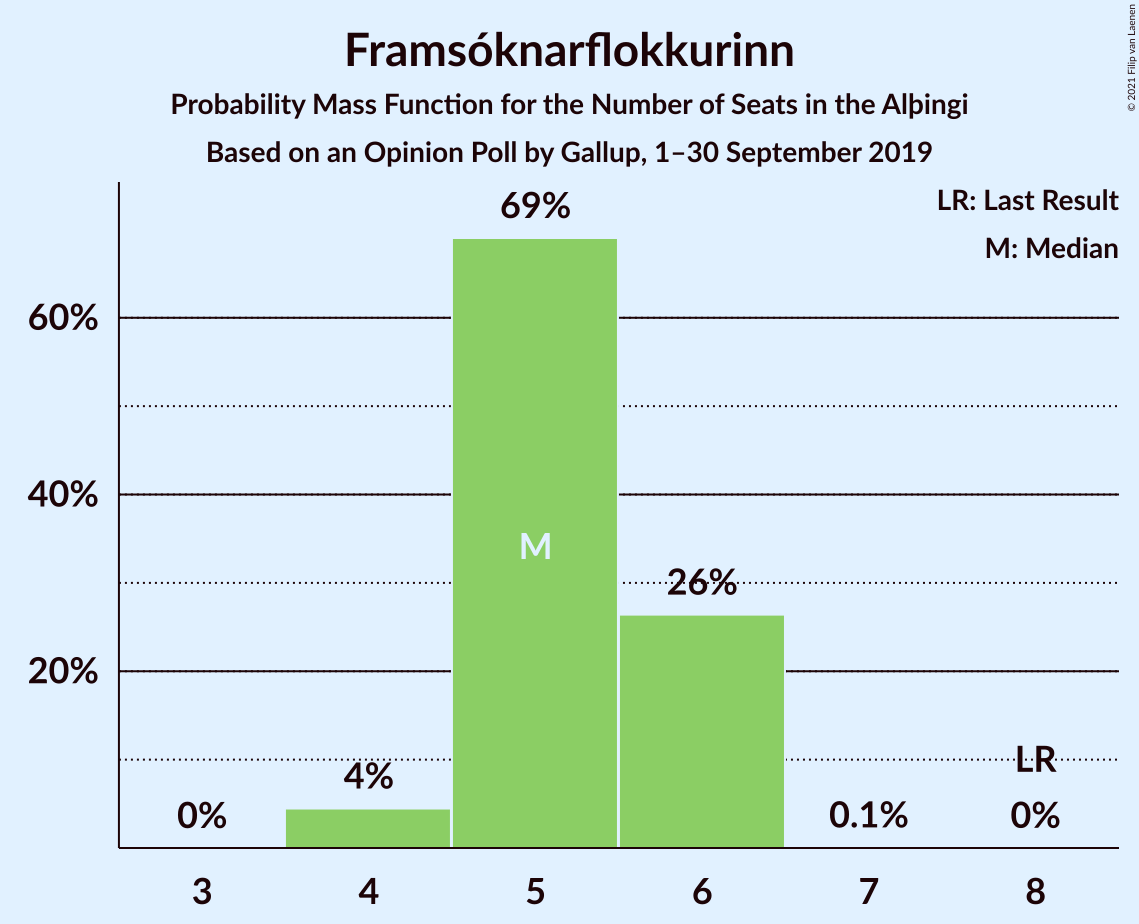 Framsóknarflokkurinn
Probability Mass Function for the Number of Seats in the Alþingi
Based on an Opinion Poll by Gallup, 1–30 September 2019
© 2021 Filip van Laenen
LR: Last Result
M: Median
69%
60%
40%
20%
M
26%
4%
0%
0.1%
LR
0%
3 4 5 6 7 8